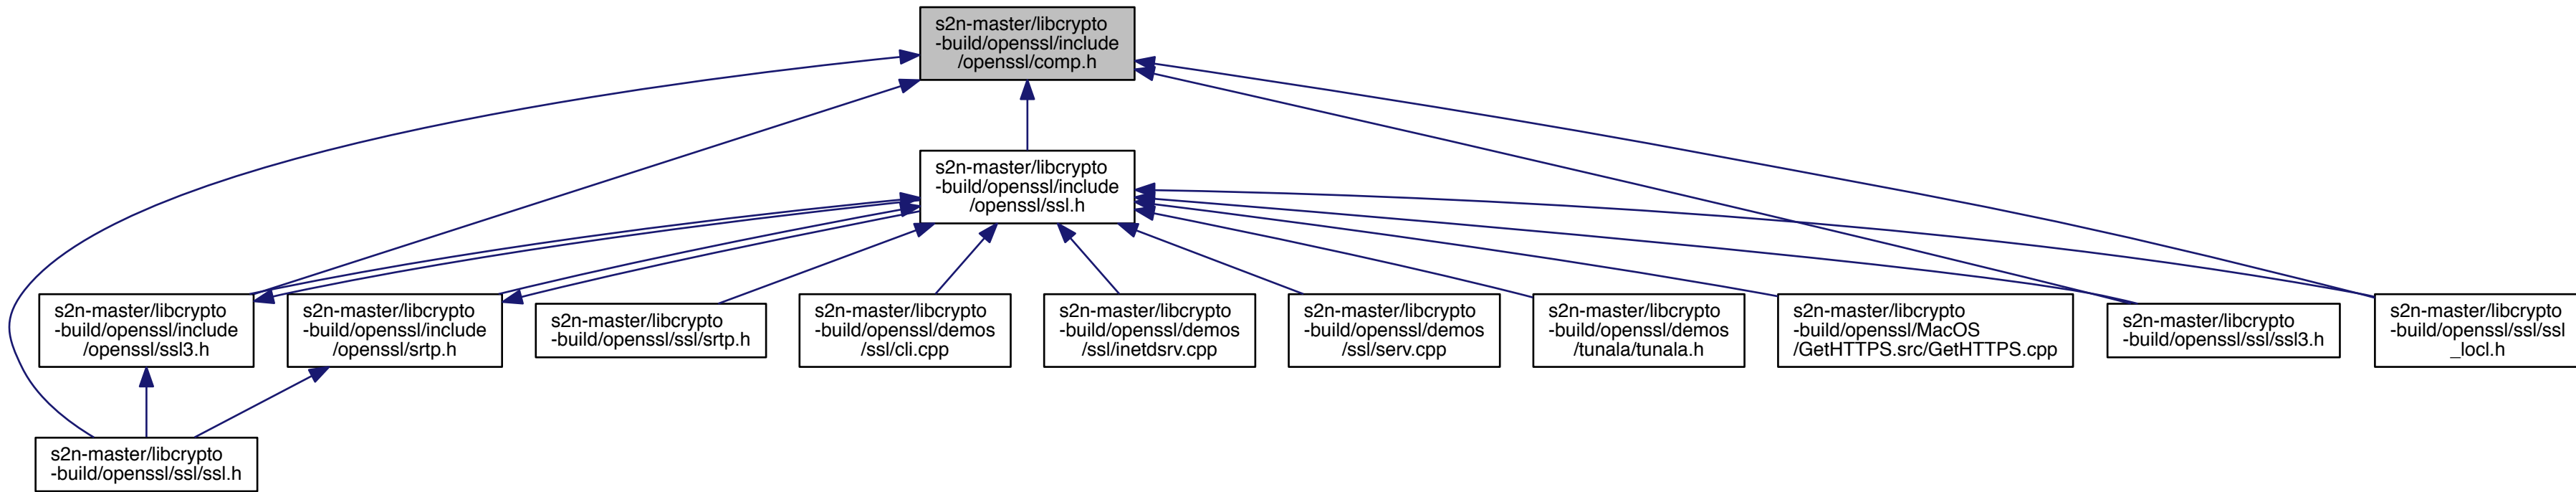 s2n-master/libcrypto
-build/openssl/include
/openssl/comp.h
s2n-master/libcrypto
-build/openssl/include
/openssl/ssl.h
s2n-master/libcrypto
-build/openssl/include
/openssl/ssl3.h
s2n-master/libcrypto
-build/openssl/include
/openssl/srtp.h
s2n-master/libcrypto
-build/openssl/ssl/srtp.h
s2n-master/libcrypto
-build/openssl/demos
/ssl/cli.cpp
s2n-master/libcrypto
-build/openssl/demos
/ssl/inetdsrv.cpp
s2n-master/libcrypto
-build/openssl/demos
/ssl/serv.cpp
s2n-master/libcrypto
-build/openssl/demos
/tunala/tunala.h
s2n-master/libcrypto
-build/openssl/MacOS
/GetHTTPS.src/GetHTTPS.cpp
s2n-master/libcrypto
-build/openssl/ssl/ssl3.h
s2n-master/libcrypto
-build/openssl/ssl/ssl
_locl.h
s2n-master/libcrypto
-build/openssl/ssl/ssl.h